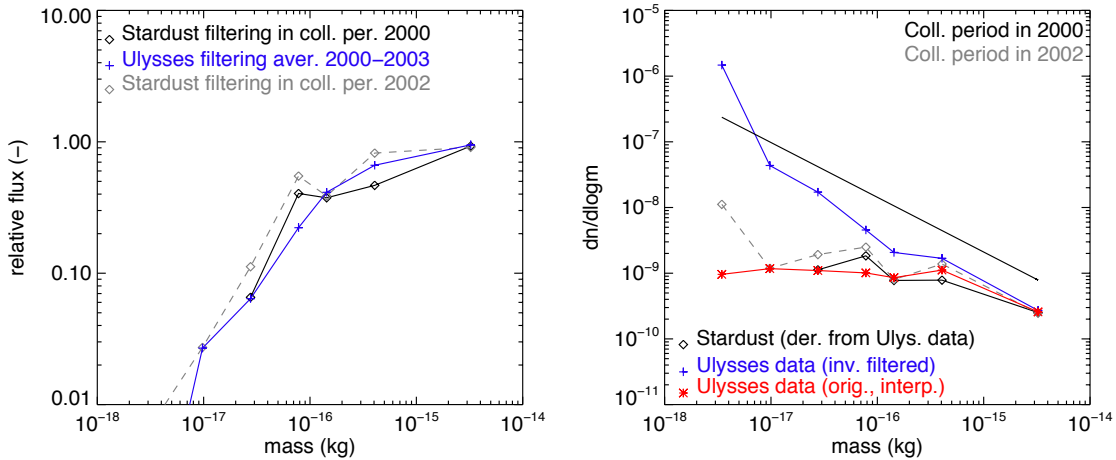 10.00
1.00
0.10
0.01
relative flux (−)
Stardust filtering in coll. per. 2000
Ulysses filtering aver. 2000−2003
Stardust filtering in coll. per. 2002
10⁻¹⁸ 10⁻¹⁷ 10⁻¹⁶ 10⁻¹⁵ 10⁻¹⁴
mass (kg)
10⁻⁵
10⁻⁶
10⁻⁷
10⁻⁸
10⁻⁹
10⁻¹⁰
10⁻¹¹
dn/dlogm
Coll. period in 2000
Coll. period in 2002
Stardust (der. from Ulys. data)
Ulysses data (inv. filtered)
Ulysses data (orig., interp.)
10⁻¹⁸ 10⁻¹⁷ 10⁻¹⁶ 10⁻¹⁵ 10⁻¹⁴
mass (kg)